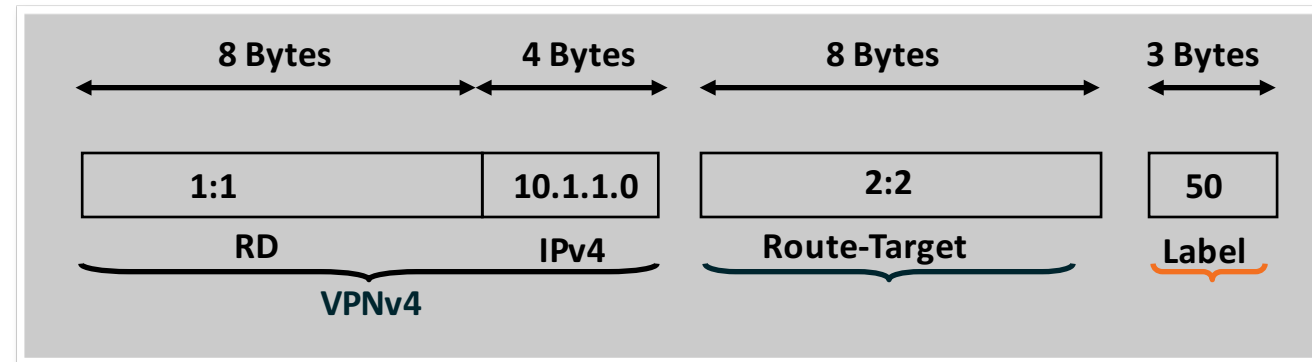 8 Bytes 4 Bytes 8 Bytes 3 Bytes
1:1 10.1.1.0 2:2 50
RD IPv4 Route-Target Label
VPNv4